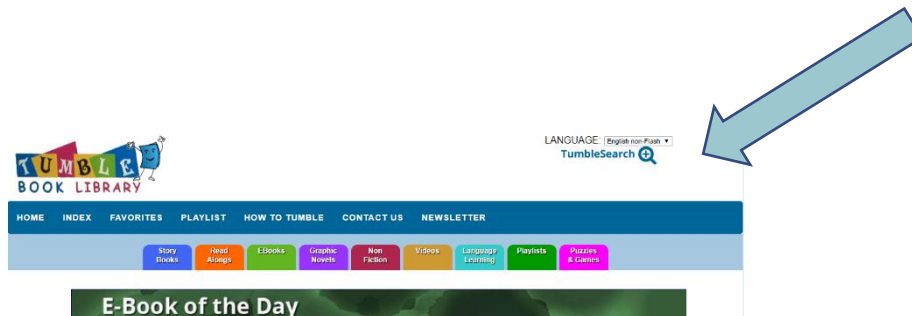 LANGUAGE: English non-Flash
TumbleSearch
TUMBLE
BOOK LIBRARY
HOME INDEX FAVORITES PLAYLIST HOW TO TUMBLE CONTACT US NEWSLETTER
Story Books Read Alongs EBooks Graphic Novels Non Fiction Videos Language Learning Playlists Puzzles & Games
E-Book of the Day